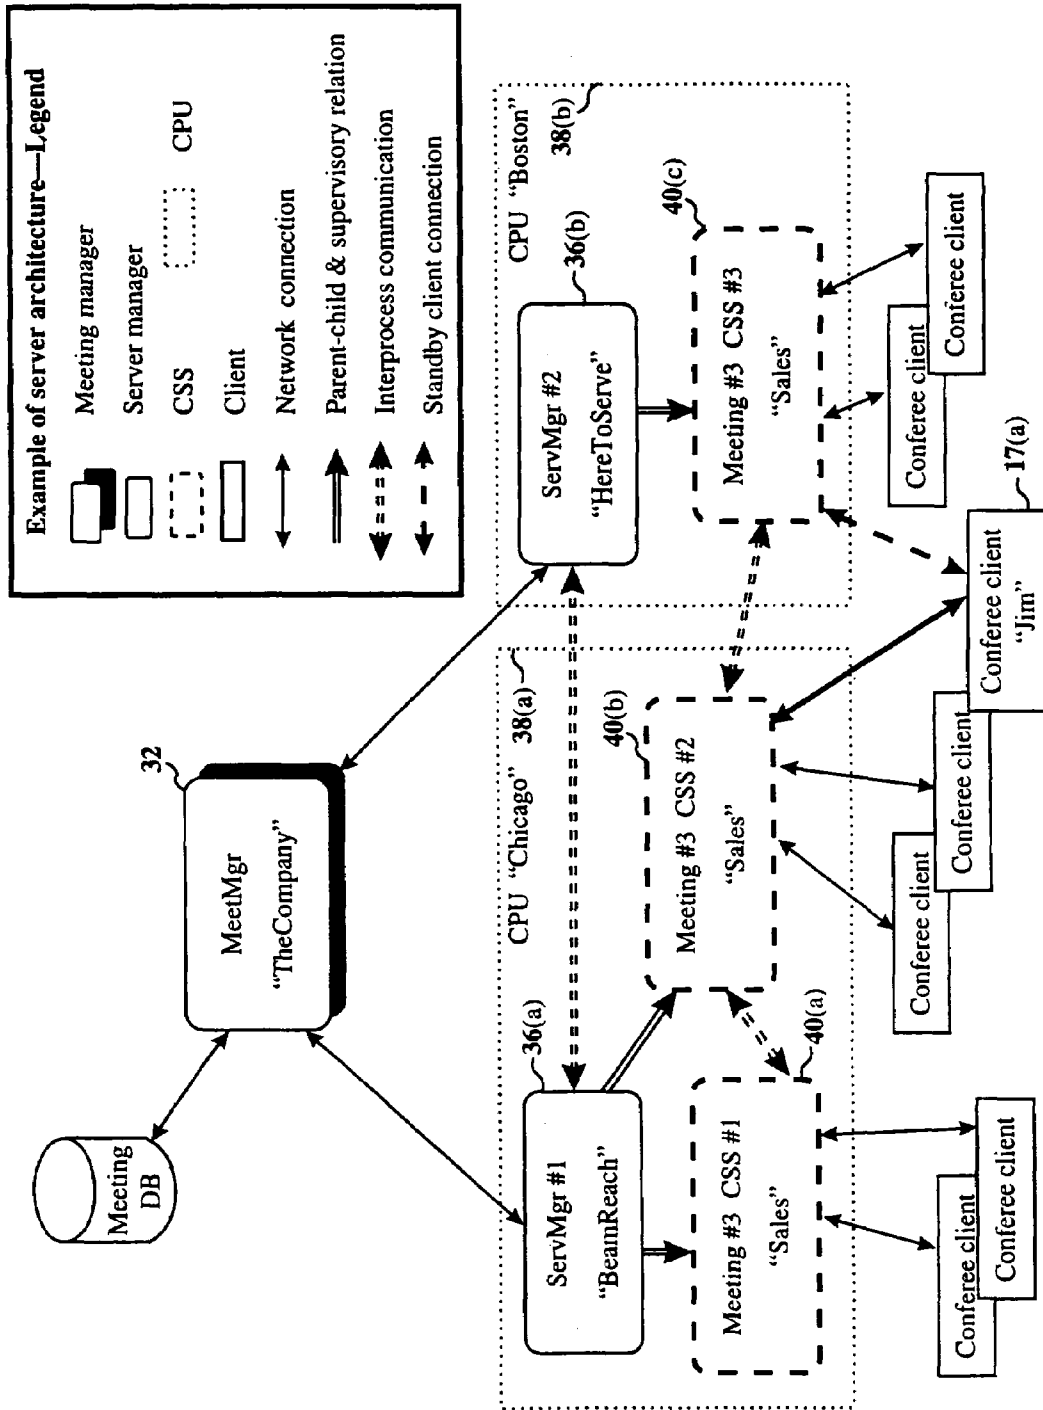 Example of server architecture—Legend
Meeting manager
Server manager
CSS
CPU
Client
Network connection
Parent-child & supervisory relation
Interprocess communication
Standby client connection
Meeting
DB
32
MeetMgr
“TheCompany”
CPU “Chicago”
38(a)
CPU “Boston”
38(b)
36(a)
ServMgr #1
“BeamReach”
36(b)
ServMgr #2
“HereToServe”
40(a)
Meeting #3 CSS #1
“Sales”
40(b)
Meeting #3 CSS #2
“Sales”
40(c)
Meeting #3 CSS #3
“Sales”
Conferee client
Conferee client
Conferee client
Conferee client
Conferee client
“Jim”
17(a)
Conferee client
Conferee client